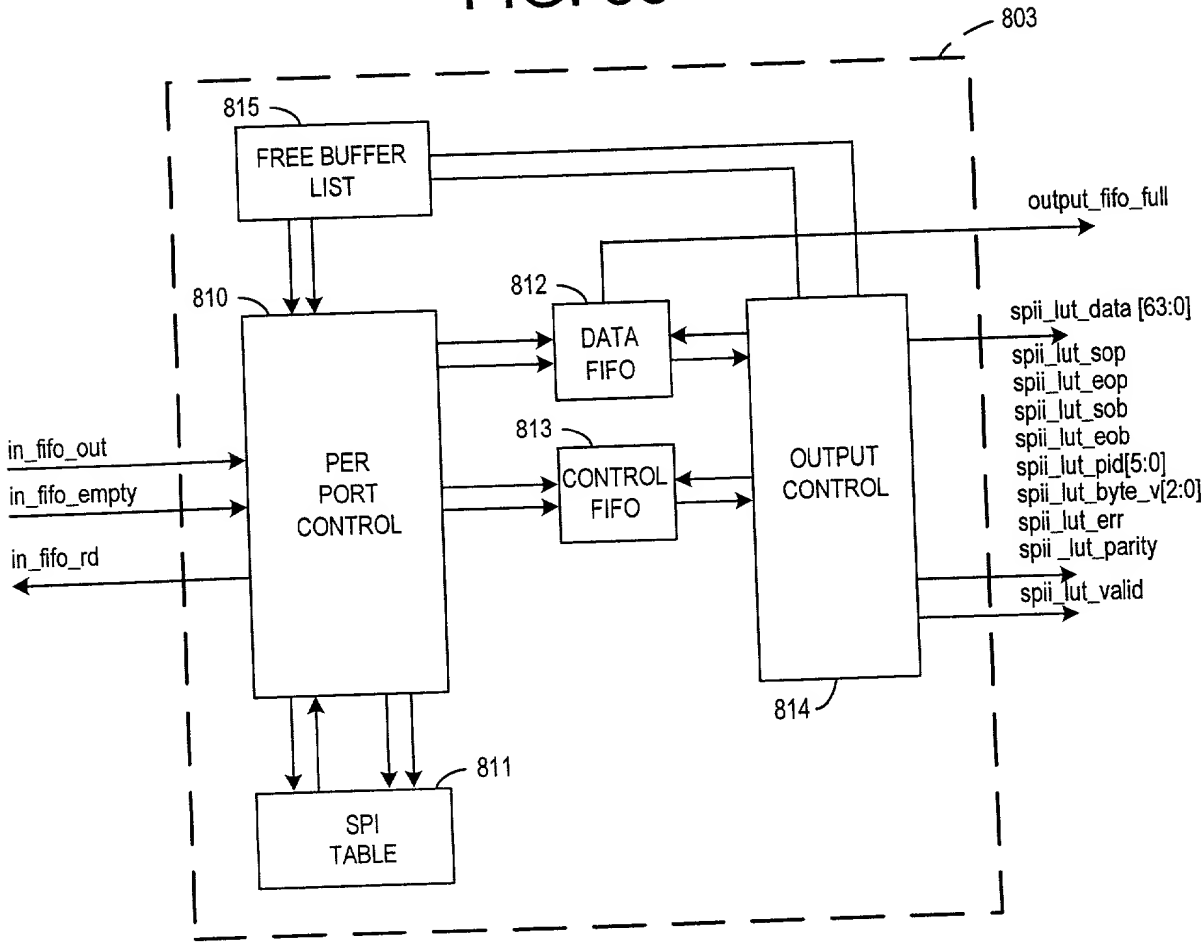 803
815
FREE BUFFER
LIST
output_fifo_full
810
812
DATA
FIFO
spii_lut_data [63:0]
spii_lut_sop
spii_lut_eop
spii_lut_sob
spii_lut_eob
spii_lut_pid[5:0]
spii_lut_byte_v[2:0]
spii_lut_err
spii _lut_parity
spii_lut_valid
in_fifo_out
in_fifo_empty
in_fifo_rd
PER
PORT
CONTROL
813
CONTROL
FIFO
OUTPUT
CONTROL
814
811
SPI
TABLE